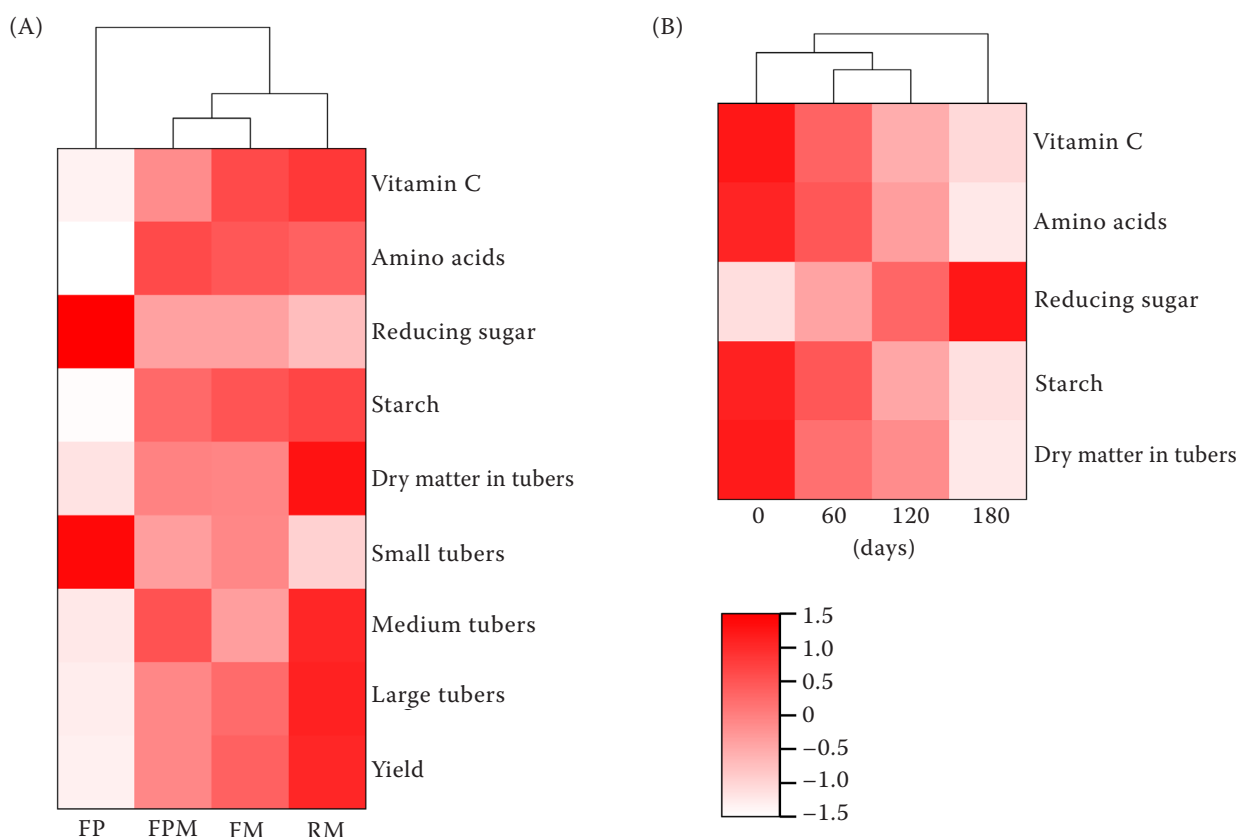 (A)
Vitamin C
Amino acids
Reducing sugar
Starch
Dry matter in tubers
Small tubers
Medium tubers
Large tubers
Yield
FP FPM FM RM
(B)
Vitamin C
Amino acids
Reducing sugar
Starch
Dry matter in tubers
0 60 120 180
(days)
1.5
1.0
0.5
0
−0.5
−1.0
−1.5